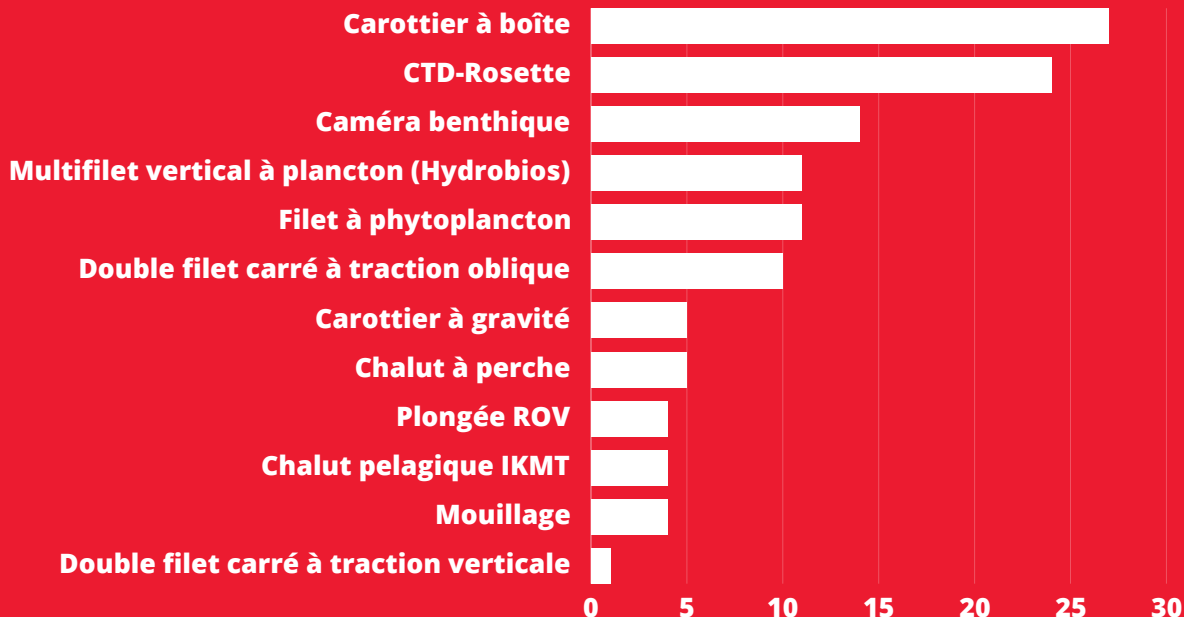 Carottier à boîte
CTD-Rosette
Caméra benthique
Multifilet vertical à plancton (Hydrobios)
Filet à phytoplancton
Double filet carré à traction oblique
Carottier à gravité
Chalut à perche
Plongée ROV
Chalut pelagique IKMT
Mouillage
Double filet carré à traction verticale
0 5 10 15 20 25 30